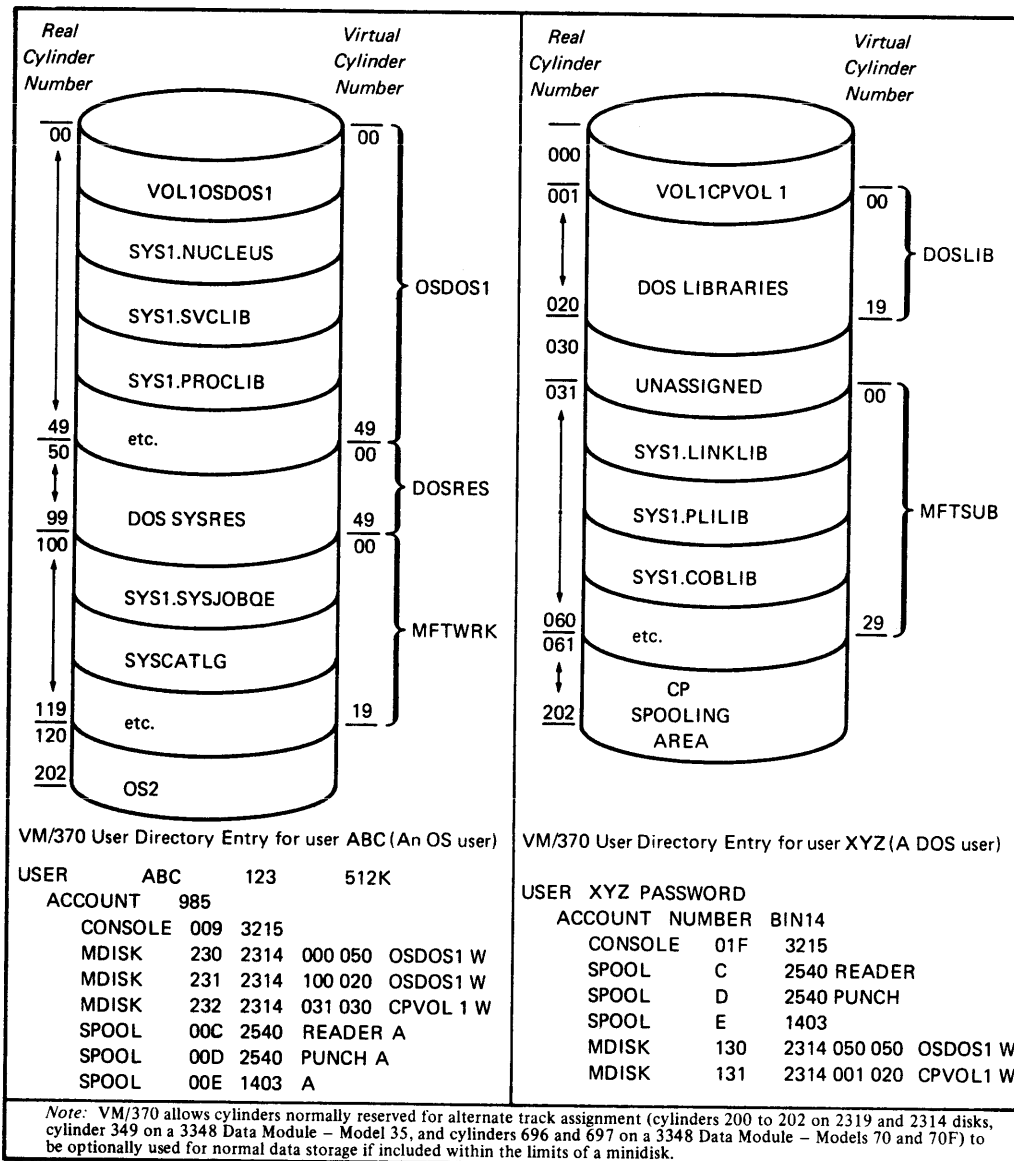 Real
Cylinder
Number
Virtual
Cylinder
Number
00
00
VOL1OSDOS1
SYS1.NUCLEUS
OSDOS1
SYS1.SVCLIB
SYS1.PROCLIB
49
etc.
49
50
00
DOSRES
99
DOS SYSRES
49
100
00
SYS1.SYSJOBQE
MFTWRK
SYSCATLG
119
etc.
19
120
202
OS2
VM/370 User Directory Entry for user ABC (An OS user)
USER ABC 123 512K
ACCOUNT 985
CONSOLE 009 3215
MDISK 230 2314 000 050 OSDOS1 W
MDISK 231 2314 100 020 OSDOS1 W
MDISK 232 2314 031 030 CPVOL 1 W
SPOOL 00C 2540 READER A
SPOOL 00D 2540 PUNCH A
SPOOL 00E 1403 A
Real
Cylinder
Number
Virtual
Cylinder
Number
000
VOL1CPVOL 1
001
00
DOSLIB
DOS LIBRARIES
020
19
030
UNASSIGNED
031
00
SYS1.LINKLIB
SYS1.PLILIB
MFTSUB
SYS1.COBLIB
060
etc.
29
061
CP
SPOOLING
AREA
202
VM/370 User Directory Entry for user XYZ (A DOS user)
USER XYZ PASSWORD
ACCOUNT NUMBER BIN14
CONSOLE 01F 3215
SPOOL C 2540 READER
SPOOL D 2540 PUNCH
SPOOL E 1403
MDISK 130 2314 050 050 OSDOS1 W
MDISK 131 2314 001 020 CPVOL1 W
Note: VM/370 allows cylinders normally reserved for alternate track assignment (cylinders 200 to 202 on 2319 and 2314 disks,
cylinder 349 on a 3348 Data Module – Model 35, and cylinders 696 and 697 on a 3348 Data Module – Models 70 and 70F) to
be optionally used for normal data storage if included within the limits of a minidisk.